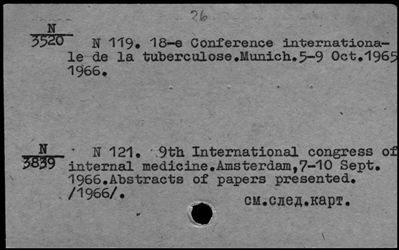 26
N
3520
N 119. 18-e Conference internationa-
le de la tuberculose.Munich.5-9 Oct.1965
1966.
N
3839
N 121. 9th International congress of
internal medicine.Amsterdam,7-10 Sept.
1966.Abstracts of papers presented.
/1966/.
см.след.карт.